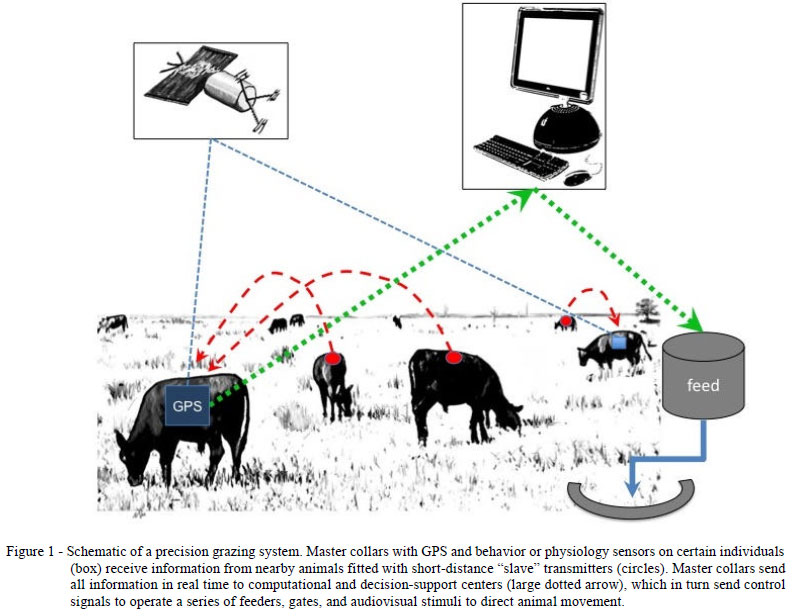 GPS
feed
Figure 1 - Schematic of a precision grazing system. Master collars with GPS and behavior or physiology sensors on certain individuals
(box) receive information from nearby animals fitted with short-distance “slave” transmitters (circles). Master collars send
all information in real time to computational and decision-support centers (large dotted arrow), which in turn send control
signals to operate a series of feeders, gates, and audiovisual stimuli to direct animal movement.